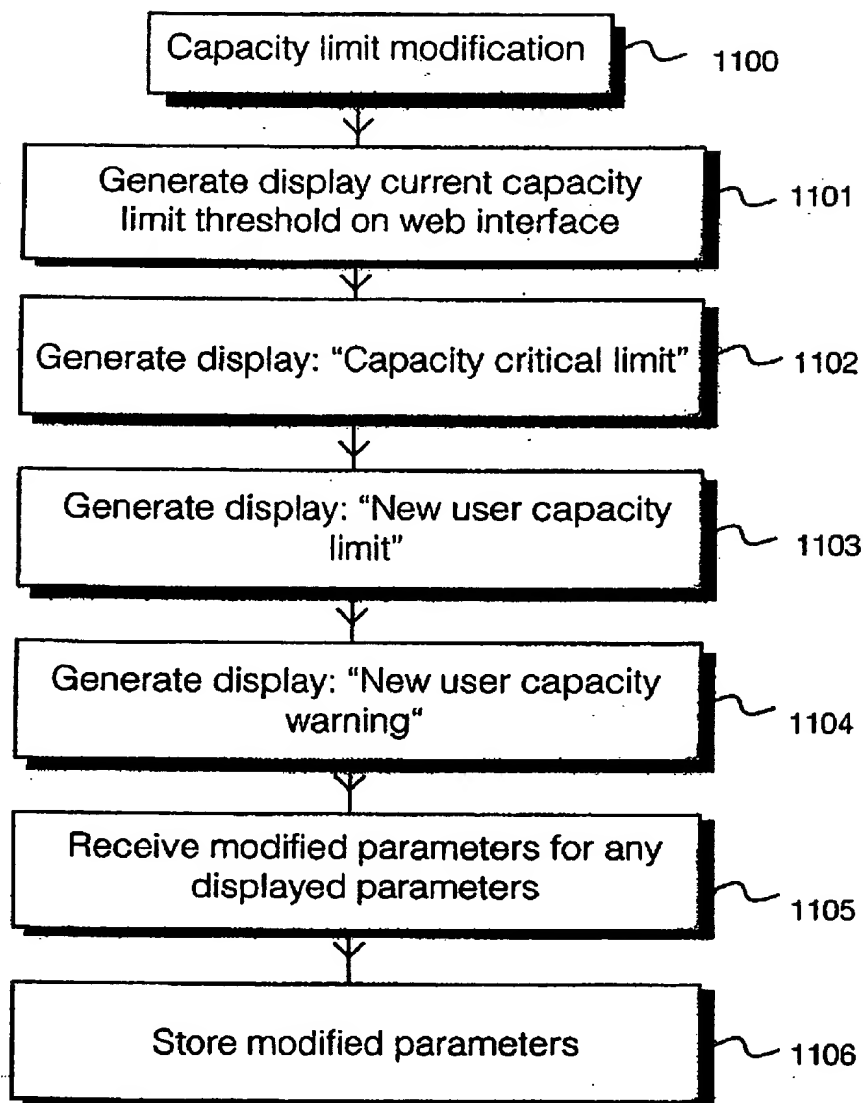 Capacity limit modification
1100
Generate display current capacity
limit threshold on web interface
1101
Generate display: “Capacity critical limit”
1102
Generate display: “New user capacity
limit”
1103
Generate display: “New user capacity
warning“
1104
Receive modified parameters for any
displayed parameters
1105
Store modified parameters
1106